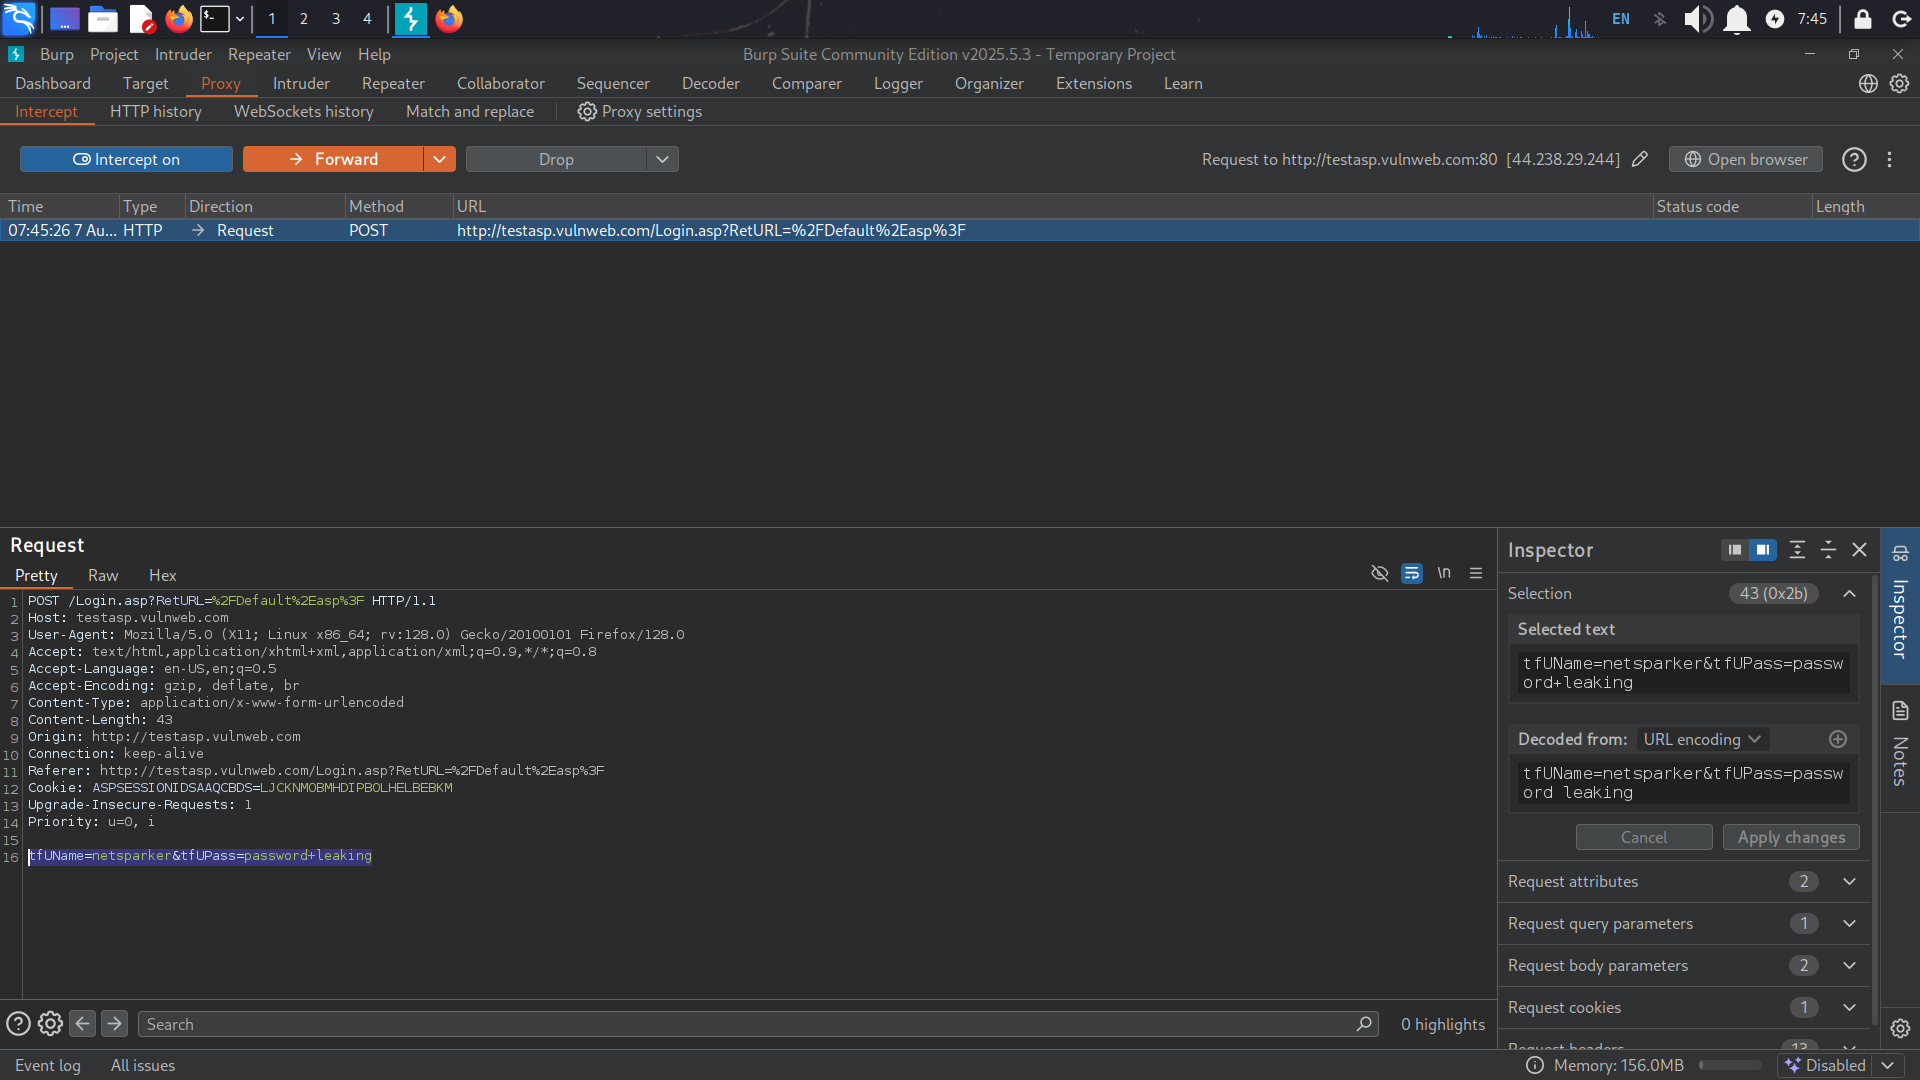 1 2 3 4 EN 7:45
Burp Project Intruder Repeater View Help Burp Suite Community Edition v2025.5.3 - Temporary Project
Dashboard Target Proxy Intruder Repeater Collaborator Sequencer Decoder Comparer Logger Organizer Extensions Learn
Intercept HTTP history WebSockets history Match and replace Proxy settings
Intercept on Forward Drop Request to http://testasp.vulnweb.com:80 [44.238.29.244] Open browser
Time Type Direction Method URL Status code Length
07:45:26 7 Au... HTTP → Request POST http://testasp.vulnweb.com/Login.asp?RetURL=%2FDefault%2Easp%3F
Request
Pretty Raw Hex \n
1 POST /Login.asp?RetURL=%2FDefault%2Easp%3F HTTP/1.1
2 Host: testasp.vulnweb.com
3 User-Agent: Mozilla/5.0 (X11; Linux x86_64; rv:128.0) Gecko/20100101 Firefox/128.0
4 Accept: text/html,application/xhtml+xml,application/xml;q=0.9,*/*;q=0.8
5 Accept-Language: en-US,en;q=0.5
6 Accept-Encoding: gzip, deflate, br
7 Content-Type: application/x-www-form-urlencoded
8 Content-Length: 43
9 Origin: http://testasp.vulnweb.com
10 Connection: keep-alive
11 Referer: http://testasp.vulnweb.com/Login.asp?RetURL=%2FDefault%2Easp%3F
12 Cookie: ASPSESSIONIDSAAQCBDS=LJCKNMOBMHDIPBOLHELBEBKM
13 Upgrade-Insecure-Requests: 1
14 Priority: u=0, i
15
16 tfUName=netsparker&tfUPass=password+leaking
Search 0 highlights
Inspector
Selection 43 (0x2b)
Selected text
tfUName=netsparker&tfUPass=passw
ord+leaking
Decoded from: URL encoding
tfUName=netsparker&tfUPass=passw
ord leaking
Cancel Apply changes
Request attributes 2
Request query parameters 1
Request body parameters 2
Request cookies 1
Request headers 13
Inspector
Notes
Event log All issues Memory: 156.0MB Disabled